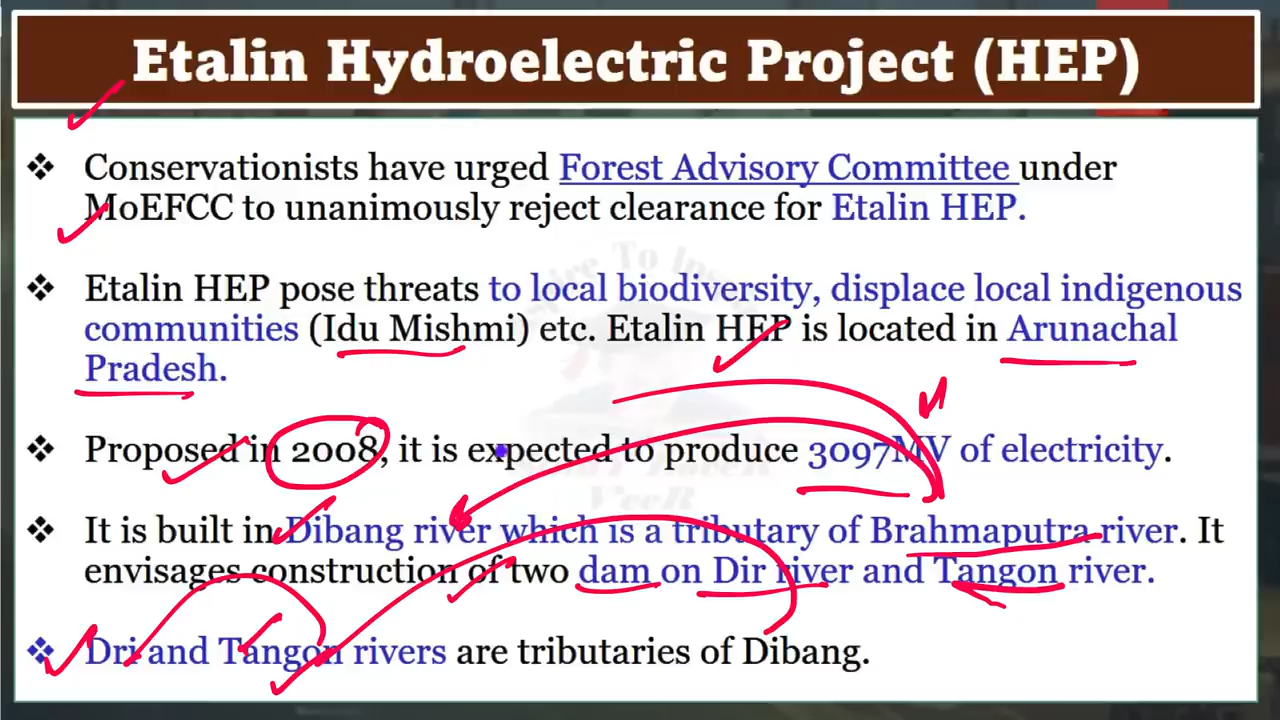 Etalin Hydroelectric Project (HEP)
❖ Conservationists have urged Forest Advisory Committee under
MoEFCC to unanimously reject clearance for Etalin HEP.
❖ Etalin HEP pose threats to local biodiversity, displace local indigenous
communities (Idu Mishmi) etc. Etalin HEP is located in Arunachal
Pradesh.
❖ Proposed in 2008, it is expected to produce 3097MV of electricity.
❖ It is built in Dibang river which is a tributary of Brahmaputra river. It
envisages construction of two dam on Dir river and Tangon river.
❖ Dri and Tangon rivers are tributaries of Dibang.